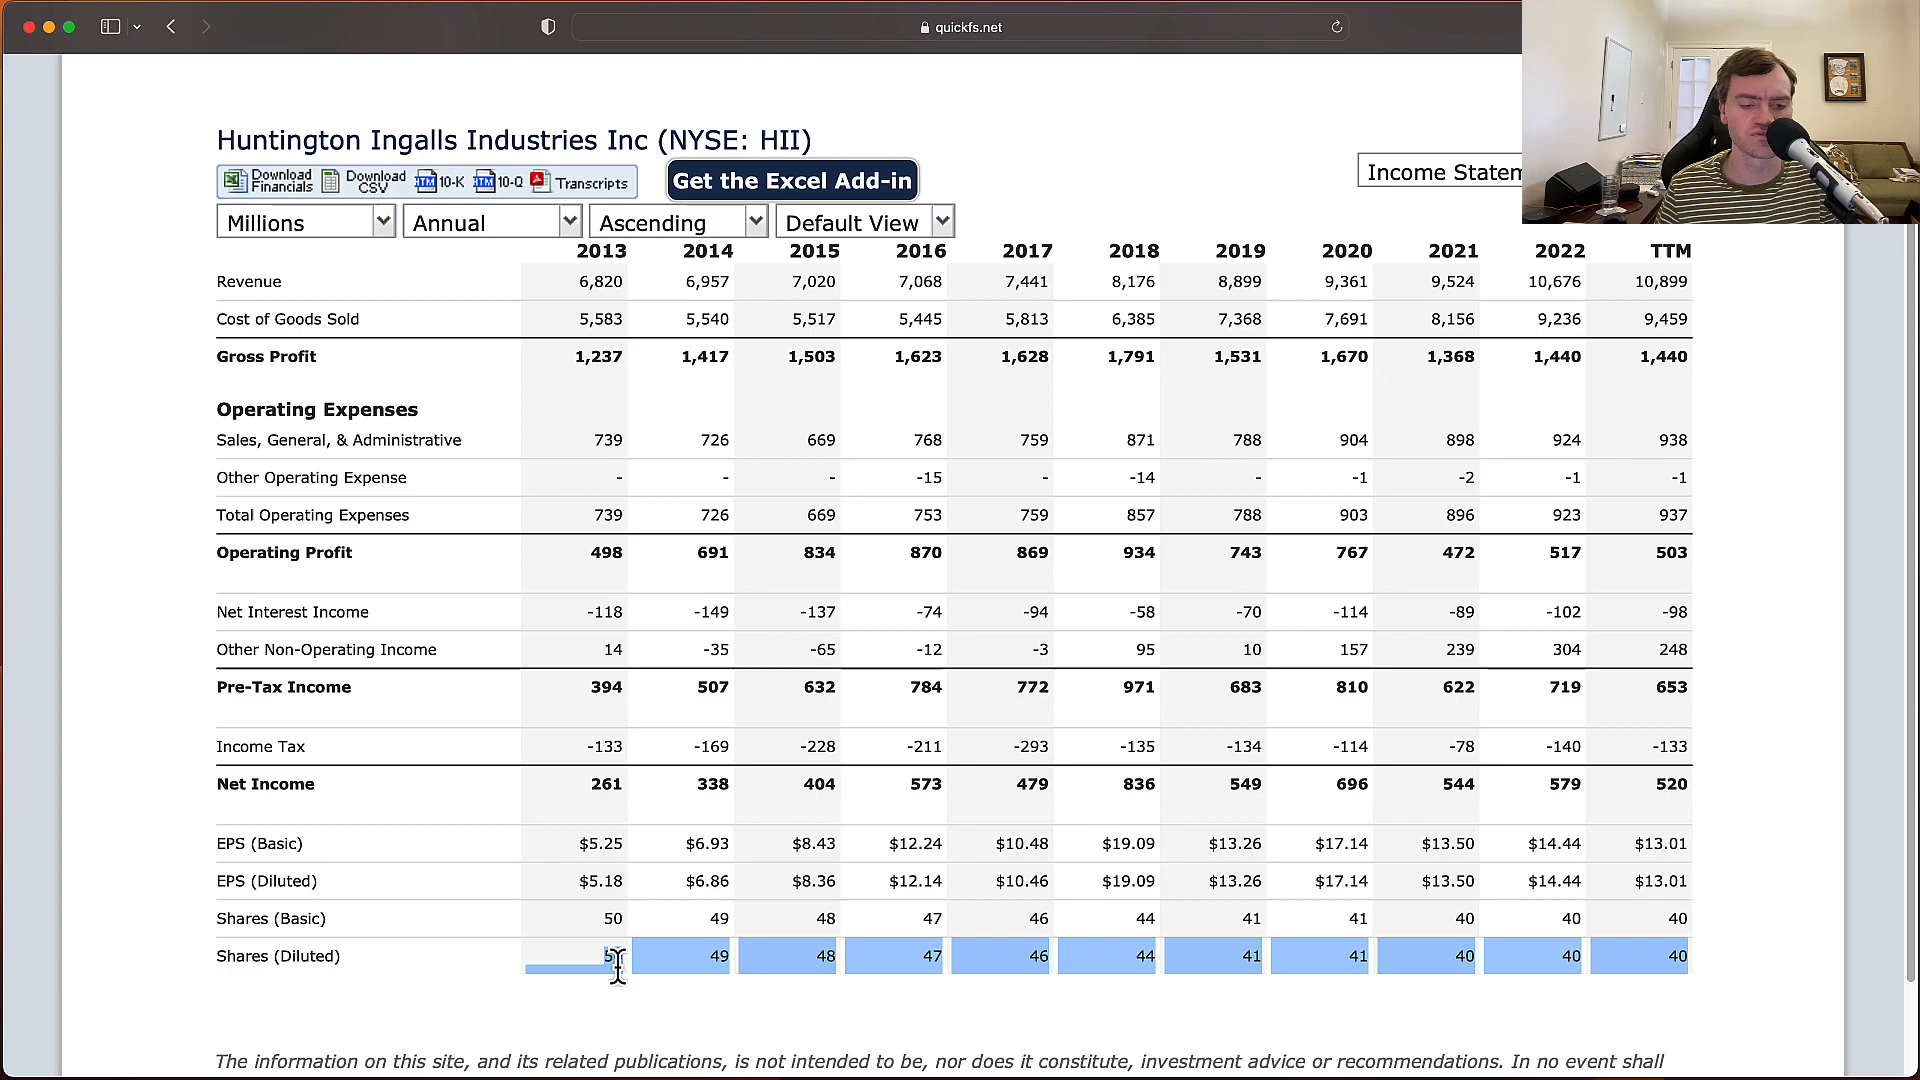 quickfs.net
Huntington Ingalls Industries Inc (NYSE: HII)
Download Financials Download CSV 10-K 10-Q Transcripts
Get the Excel Add-in
Income Statem
Millions Annual Ascending Default View
2013 2014 2015 2016 2017 2018 2019 2020 2021 2022 TTM
Revenue 6,820 6,957 7,020 7,068 7,441 8,176 8,899 9,361 9,524 10,676 10,899
Cost of Goods Sold 5,583 5,540 5,517 5,445 5,813 6,385 7,368 7,691 8,156 9,236 9,459
Gross Profit 1,237 1,417 1,503 1,623 1,628 1,791 1,531 1,670 1,368 1,440 1,440
Operating Expenses
Sales, General, & Administrative 739 726 669 768 759 871 788 904 898 924 938
Other Operating Expense - - - -15 - -14 - -1 -2 -1 -1
Total Operating Expenses 739 726 669 753 759 857 788 903 896 923 937
Operating Profit 498 691 834 870 869 934 743 767 472 517 503
Net Interest Income -118 -149 -137 -74 -94 -58 -70 -114 -89 -102 -98
Other Non-Operating Income 14 -35 -65 -12 -3 95 10 157 239 304 248
Pre-Tax Income 394 507 632 784 772 971 683 810 622 719 653
Income Tax -133 -169 -228 -211 -293 -135 -134 -114 -78 -140 -133
Net Income 261 338 404 573 479 836 549 696 544 579 520
EPS (Basic) $5.25 $6.93 $8.43 $12.24 $10.48 $19.09 $13.26 $17.14 $13.50 $14.44 $13.01
EPS (Diluted) $5.18 $6.86 $8.36 $12.14 $10.46 $19.09 $13.26 $17.14 $13.50 $14.44 $13.01
Shares (Basic) 50 49 48 47 46 44 41 41 40 40 40
Shares (Diluted) 49 48 47 46 44 41 41 40 40 40
The information on this site, and its related publications, is not intended to be, nor does it constitute, investment advice or recommendations. In no event shall